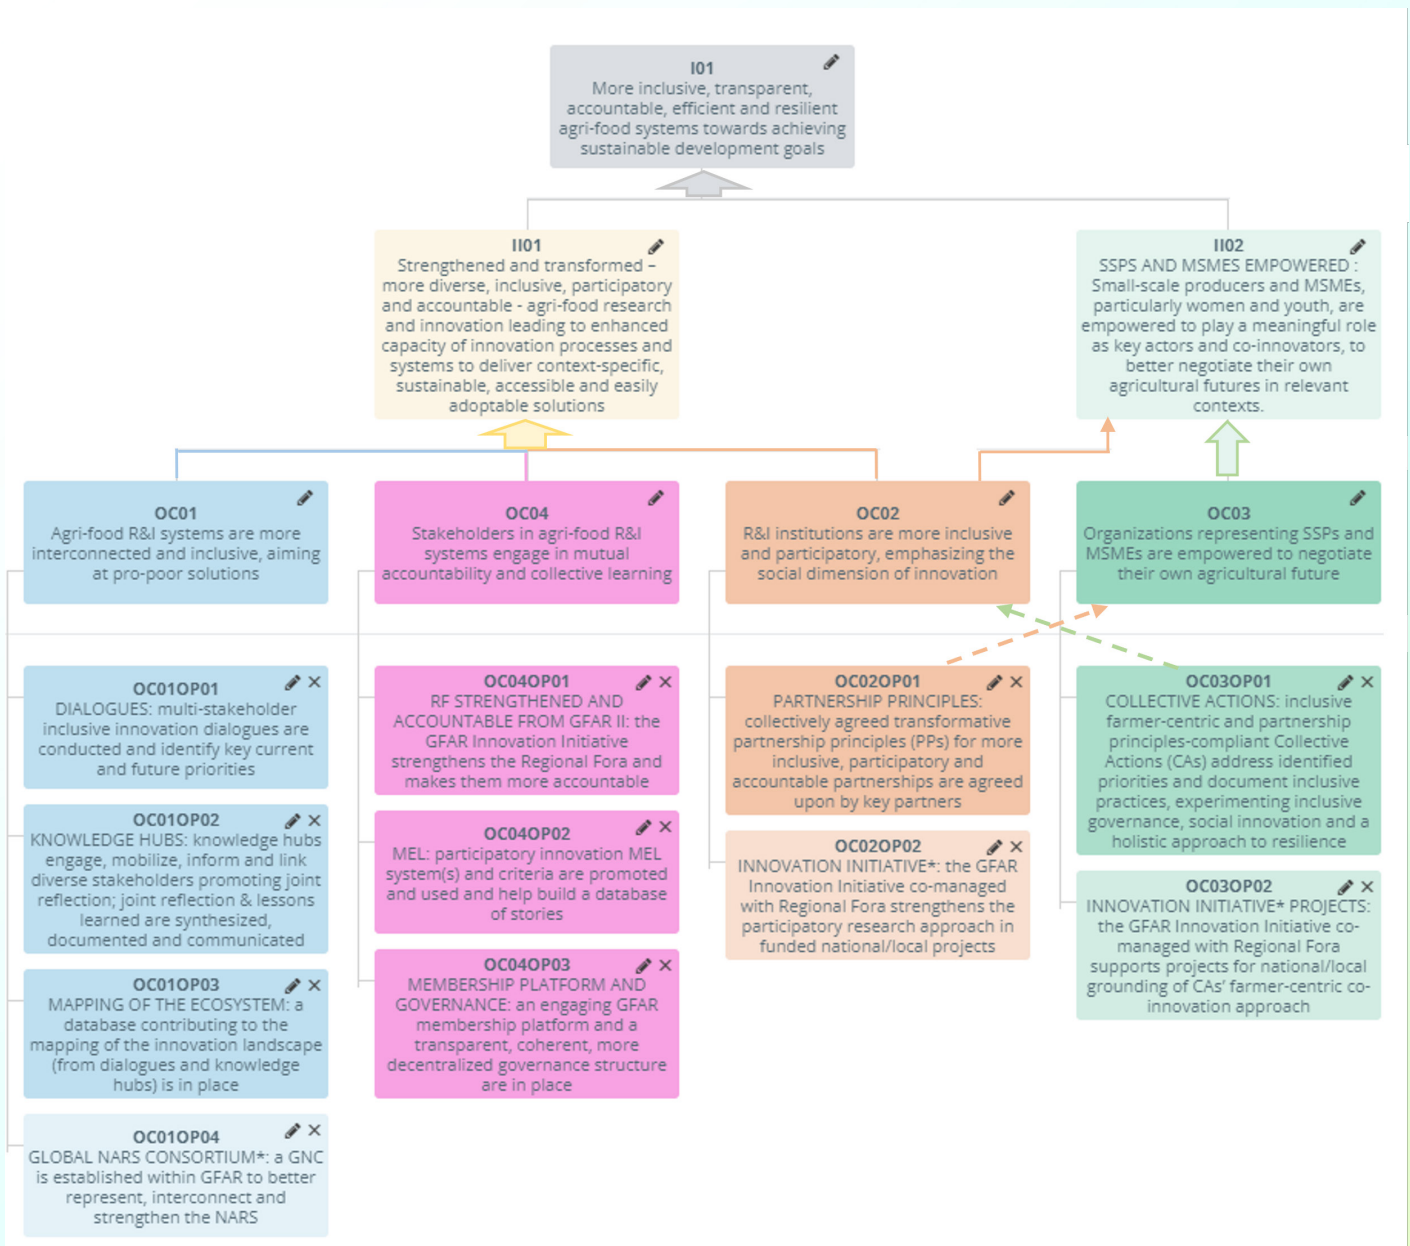 I01
More inclusive, transparent,
accountable, efficient and resilient
agri-food systems towards achieving
sustainable development goals
II01
Strengthened and transformed –
more diverse, inclusive, participatory
and accountable - agri-food research
and innovation leading to enhanced
capacity of innovation processes and
systems to deliver context-specific,
sustainable, accessible and easily
adoptable solutions
II02
SSPS AND MSMES EMPOWERED :
Small-scale producers and MSMEs,
particularly women and youth, are
empowered to play a meaningful role
as key actors and co-innovators, to
better negotiate their own
agricultural futures in relevant
contexts.
OC01
Agri-food R&I systems are more
interconnected and inclusive, aiming
at pro-poor solutions
OC04
Stakeholders in agri-food R&I
systems engage in mutual
accountability and collective learning
OC02
R&I institutions are more inclusive
and participatory, emphasizing the
social dimension of innovation
OC03
Organizations representing SSPs and
MSMEs are empowered to negotiate
their own agricultural future
OC01OP01
DIALOGUES: multi-stakeholder
inclusive innovation dialogues are
conducted and identify key current
and future priorities
OC01OP02
KNOWLEDGE HUBS: knowledge hubs
engage, mobilize, inform and link
diverse stakeholders promoting joint
reflection; joint reflection & lessons
learned are synthesized,
documented and communicated
OC01OP03
MAPPING OF THE ECOSYSTEM: a
database contributing to the
mapping of the innovation landscape
(from dialogues and knowledge
hubs) is in place
OC01OP04
GLOBAL NARS CONSORTIUM*: a GNC
is established within GFAR to better
represent, interconnect and
strengthen the NARS
OC04OP01
RF STRENGTHENED AND
ACCOUNTABLE FROM GFAR II: the
GFAR Innovation Initiative
strengthens the Regional Fora and
makes them more accountable
OC04OP02
MEL: participatory innovation MEL
system(s) and criteria are promoted
and used and help build a database
of stories
OC04OP03
MEMBERSHIP PLATFORM AND
GOVERNANCE: an engaging GFAR
membership platform and a
transparent, coherent, more
decentralized governance structure
are in place
OC02OP01
PARTNERSHIP PRINCIPLES:
collectively agreed transformative
partnership principles (PPs) for more
inclusive, participatory and
accountable partnerships are agreed
upon by key partners
OC02OP02
INNOVATION INITIATIVE*: the GFAR
Innovation Initiative co-managed
with Regional Fora strengthens the
participatory research approach in
funded national/local projects
OC03OP01
COLLECTIVE ACTIONS: inclusive
farmer-centric and partnership
principles-compliant Collective
Actions (CAs) address identified
priorities and document inclusive
practices, experimenting inclusive
governance, social innovation and a
holistic approach to resilience
OC03OP02
INNOVATION INITIATIVE* PROJECTS:
the GFAR Innovation Initiative co-
managed with Regional Fora
supports projects for national/local
grounding of CAs' farmer-centric co-
innovation approach